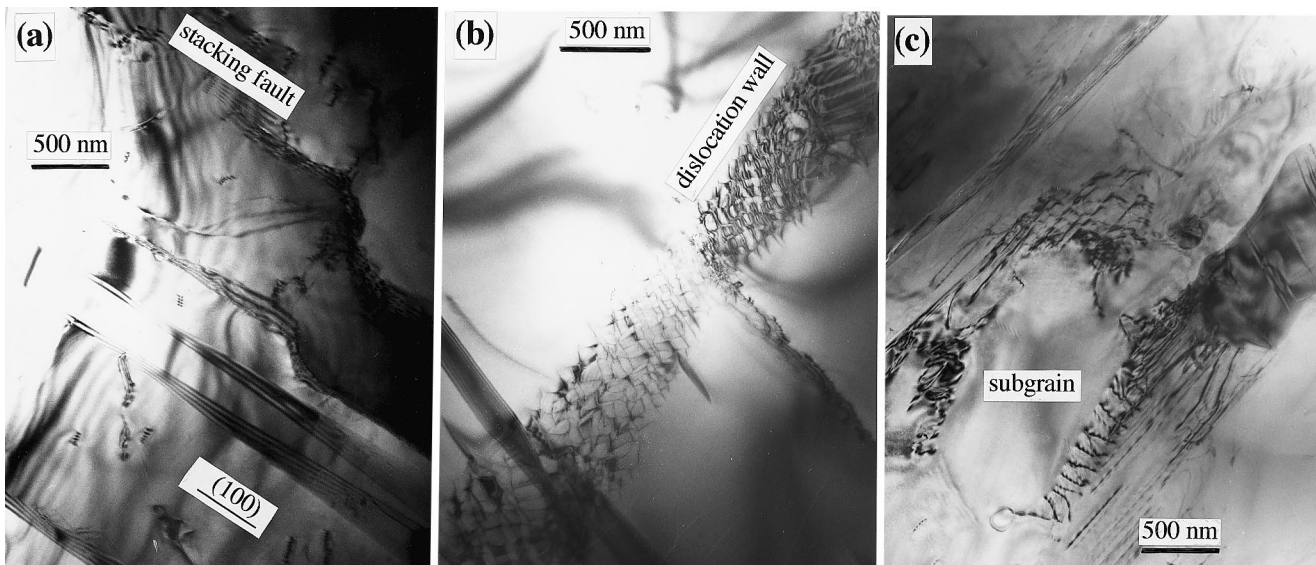 (a)
stacking fault
500 nm
(100)
(b)
500 nm
dislocation wall
(c)
subgrain
500 nm